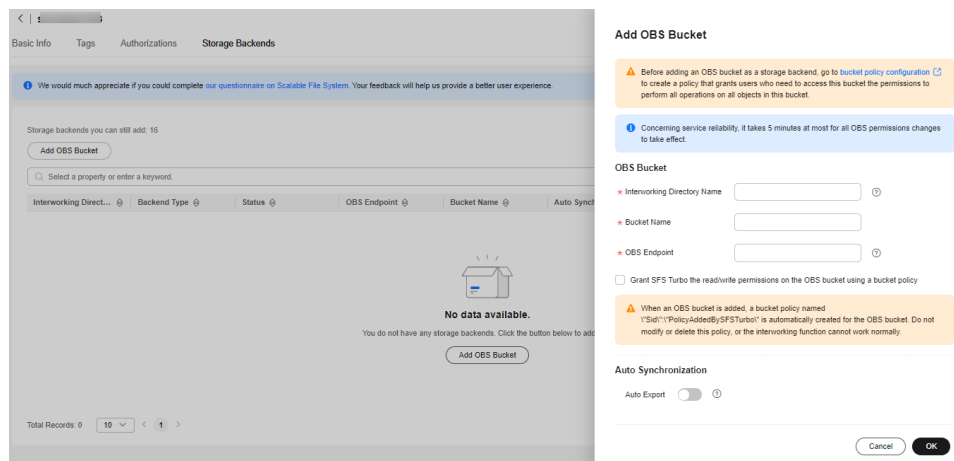 Basic Info Tags Authorizations Storage Backends
We would much appreciate if you could complete our questionnaire on Scalable File System. Your feedback will help us provide a better user experience.
Storage backends you can still add: 16
Add OBS Bucket
Select a property or enter a keyword.
Interworking Direct... Backend Type Status OBS Endpoint Bucket Name Auto Synch
No data available.
You do not have any storage backends. Click the button below to add
Add OBS Bucket
Total Records: 0 10 < 1 >
Add OBS Bucket
Before adding an OBS bucket as a storage backend, go to bucket policy configuration
to create a policy that grants users who need to access this bucket the permissions to
perform all operations on all objects in this bucket.
Concerning service reliability, it takes 5 minutes at most for all OBS permissions changes
to take effect.
OBS Bucket
* Interworking Directory Name
* Bucket Name
* OBS Endpoint
Grant SFS Turbo the read/write permissions on the OBS bucket using a bucket policy
When an OBS bucket is added, a bucket policy named
\"Sid\":\"PolicyAddedBySFSTurbo\" is automatically created for the OBS bucket. Do not
modify or delete this policy, or the interworking function cannot work normally.
Auto Synchronization
Auto Export
Cancel OK